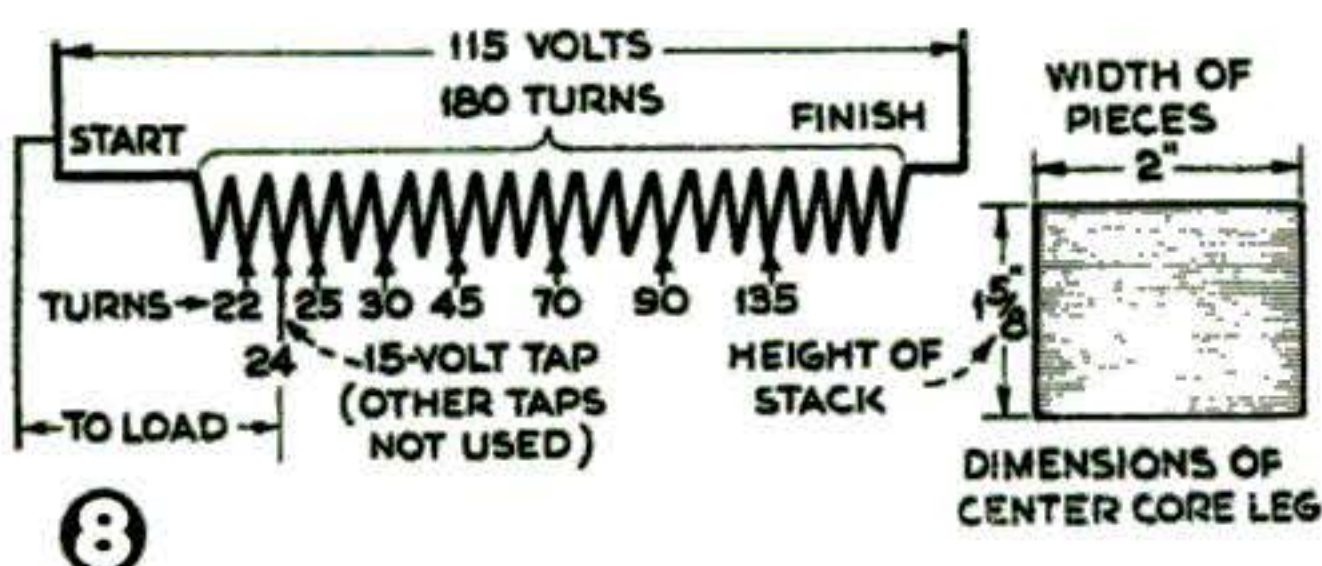 115 VOLTS
180 TURNS
START
FINISH
WIDTH OF
PIECES
2"
TURNS 22 25 30 45 70 90 135
1 5/8"
24
15-VOLT TAP
(OTHER TAPS
NOT USED)
HEIGHT OF
STACK
TO LOAD
DIMENSIONS OF
CENTER CORE LEG
8